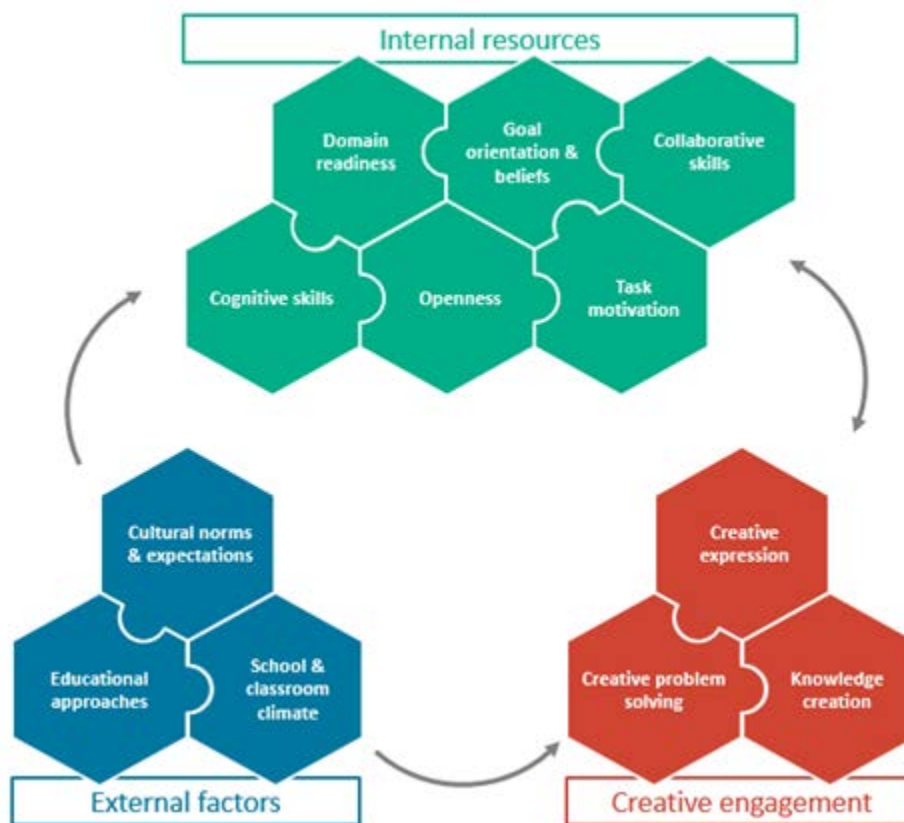 Internal resources
Domain
readiness
Goal
orientation &
beliefs
Collaborative
skills
Cognitive skills
Openness
Task
motivation
Cultural norms
& expectations
Educational
approaches
School &
classroom
climate
External factors
Creative
expression
Creative problem
solving
Knowledge
creation
Creative engagement